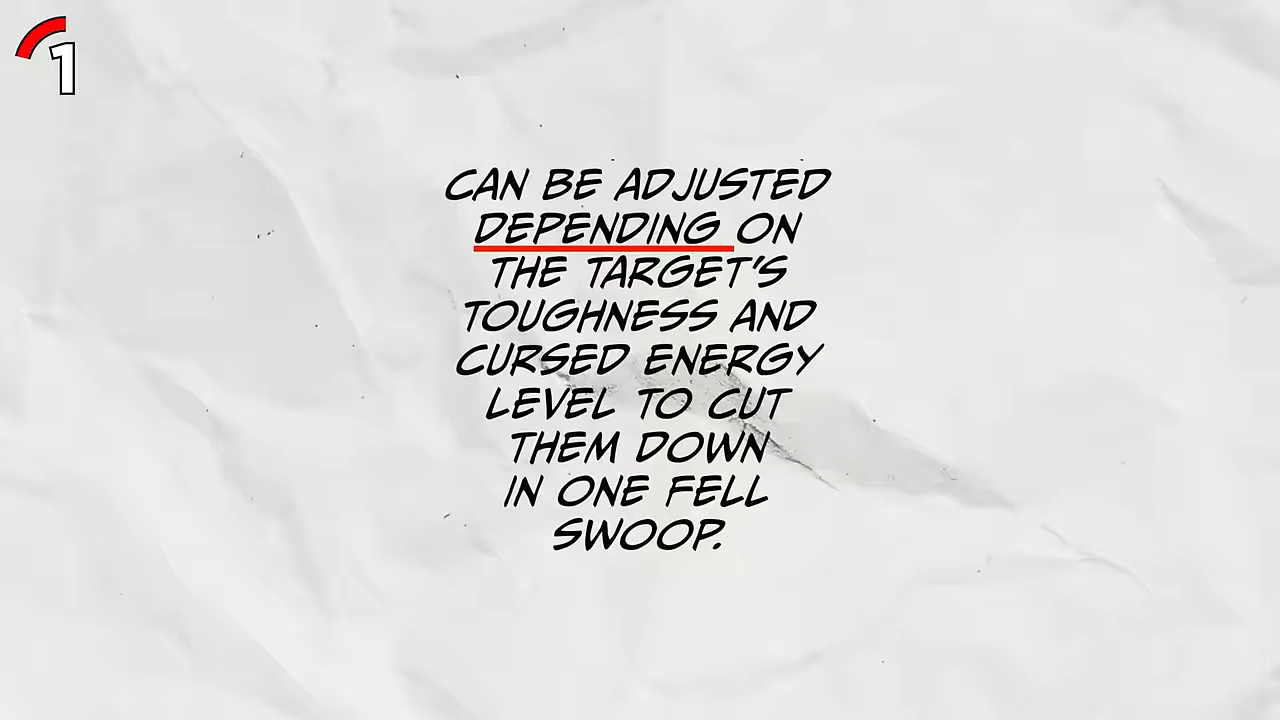 1
CAN BE ADJUSTED
DEPENDING ON
THE TARGET'S
TOUGHNESS AND
CURSED ENERGY
LEVEL TO CUT
THEM DOWN
IN ONE FELL
SWOOP.